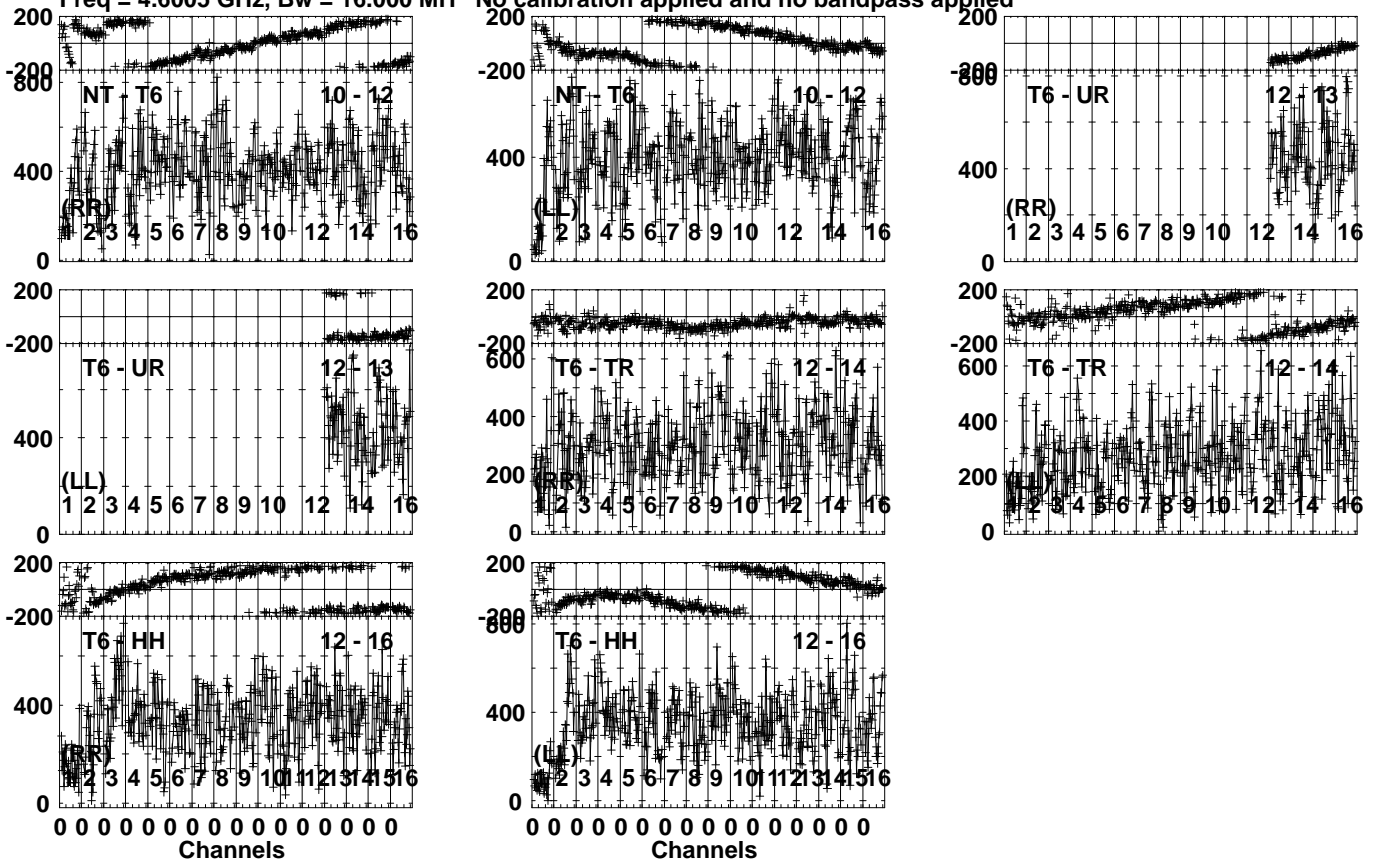 Freq = 4.6005 GHz, Bw = 16.000 MH No calibration applied and no bandpass applied
200
-200
800
400
0
NT - T6 10 - 12
(RR)
1 2 3 4 5 6 7 8 9 10 12 14 16
200
-200
400
0
NT - T6 10 - 12
(LL)
1 2 3 4 5 6 7 8 9 10 12 14 16
200
-200
800
400
0
T6 - UR 12 - 13
(RR)
1 2 3 4 5 6 7 8 9 10 12 14 16
200
-200
400
0
T6 - UR 12 - 13
(LL)
1 2 3 4 5 6 7 8 9 10 12 14 16
200
-200
600
400
200
0
T6 - TR 12 - 14
(RR)
1 2 3 4 5 6 7 8 9 10 12 14 16
200
-200
600
400
200
0
T6 - TR 12 - 14
(LL)
1 2 3 4 5 6 7 8 9 10 12 14 16
200
-200
400
0
T6 - HH 12 - 16
(RR)
1 2 3 4 5 6 7 8 9 10 11 12 13 14 15 16
0 0 0 0 0 0 0 0 0 0 0 0 0 0 0 0
Channels
200
-200
800
400
0
T6 - HH 12 - 16
(LL)
1 2 3 4 5 6 7 8 9 10 11 12 13 14 15 16
0 0 0 0 0 0 0 0 0 0 0 0 0 0 0 0
Channels